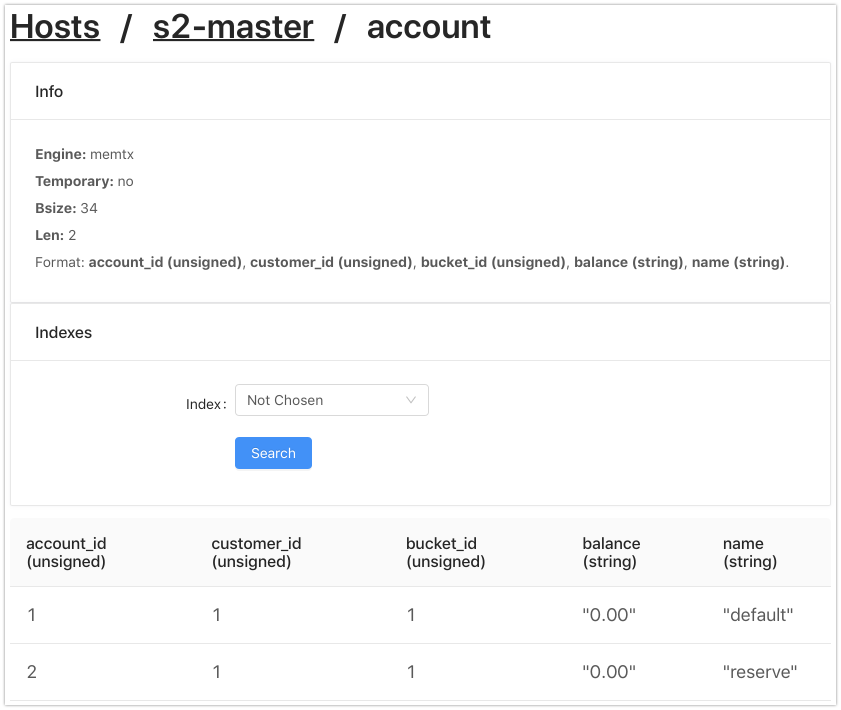 Hosts / s2-master / account
Info
Engine: memtx
Temporary: no
Bsize: 34
Len: 2
Format: account_id (unsigned), customer_id (unsigned), bucket_id (unsigned), balance (string), name (string).
Indexes
Index: Not Chosen
Search
account_id customer_id bucket_id balance name
(unsigned) (unsigned) (unsigned) (string) (string)
1 1 1 "0.00" "default"
2 1 1 "0.00" "reserve"